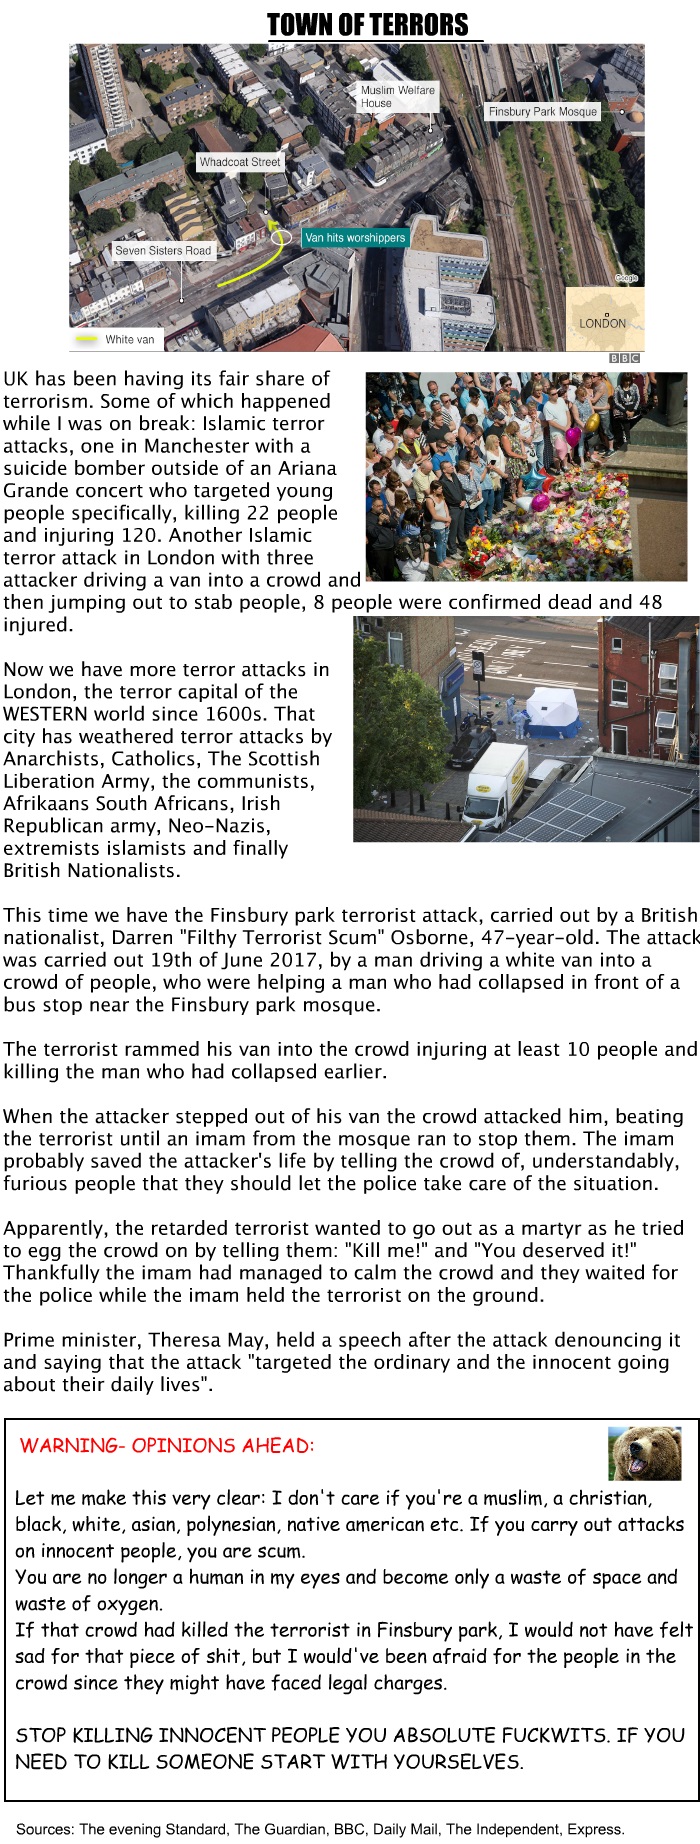 TOWN OF TERRORS
Muslim Welfare
House
Finsbury Park Mosque
Whadcoat Street
Van hits worshippers
Seven Sisters Road
Google
LONDON
White van
BBC
UK has been having its fair share of
terrorism. Some of which happened
while I was on break: Islamic terror
attacks, one in Manchester with a
suicide bomber outside of an Ariana
Grande concert who targeted young
people specifically, killing 22 people
and injuring 120. Another Islamic
terror attack in London with three
attacker driving a van into a crowd and
then jumping out to stab people, 8 people were confirmed dead and 48
injured.
Now we have more terror attacks in
London, the terror capital of the
WESTERN world since 1600s. That
city has weathered terror attacks by
Anarchists, Catholics, The Scottish
Liberation Army, the communists,
Afrikaans South Africans, Irish
Republican army, Neo-Nazis,
extremists islamists and finally
British Nationalists.
This time we have the Finsbury park terrorist attack, carried out by a British
nationalist, Darren "Filthy Terrorist Scum" Osborne, 47-year-old. The attack
was carried out 19th of June 2017, by a man driving a white van into a
crowd of people, who were helping a man who had collapsed in front of a
bus stop near the Finsbury park mosque.
The terrorist rammed his van into the crowd injuring at least 10 people and
killing the man who had collapsed earlier.
When the attacker stepped out of his van the crowd attacked him, beating
the terrorist until an imam from the mosque ran to stop them. The imam
probably saved the attacker's life by telling the crowd of, understandably,
furious people that they should let the police take care of the situation.
Apparently, the retarded terrorist wanted to go out as a martyr as he tried
to egg the crowd on by telling them: "Kill me!" and "You deserved it!"
Thankfully the imam had managed to calm the crowd and they waited for
the police while the imam held the terrorist on the ground.
Prime minister, Theresa May, held a speech after the attack denouncing it
and saying that the attack "targeted the ordinary and the innocent going
about their daily lives".
WARNING- OPINIONS AHEAD:
Let me make this very clear: I don't care if you're a muslim, a christian,
black, white, asian, polynesian, native american etc. If you carry out attacks
on innocent people, you are scum.
You are no longer a human in my eyes and become only a waste of space and
waste of oxygen.
If that crowd had killed the terrorist in Finsbury park, I would not have felt
sad for that piece of shit, but I would've been afraid for the people in the
crowd since they might have faced legal charges.
STOP KILLING INNOCENT PEOPLE YOU ABSOLUTE FUCKWITS. IF YOU
NEED TO KILL SOMEONE START WITH YOURSELVES.
Sources: The evening Standard, The Guardian, BBC, Daily Mail, The Independent, Express.